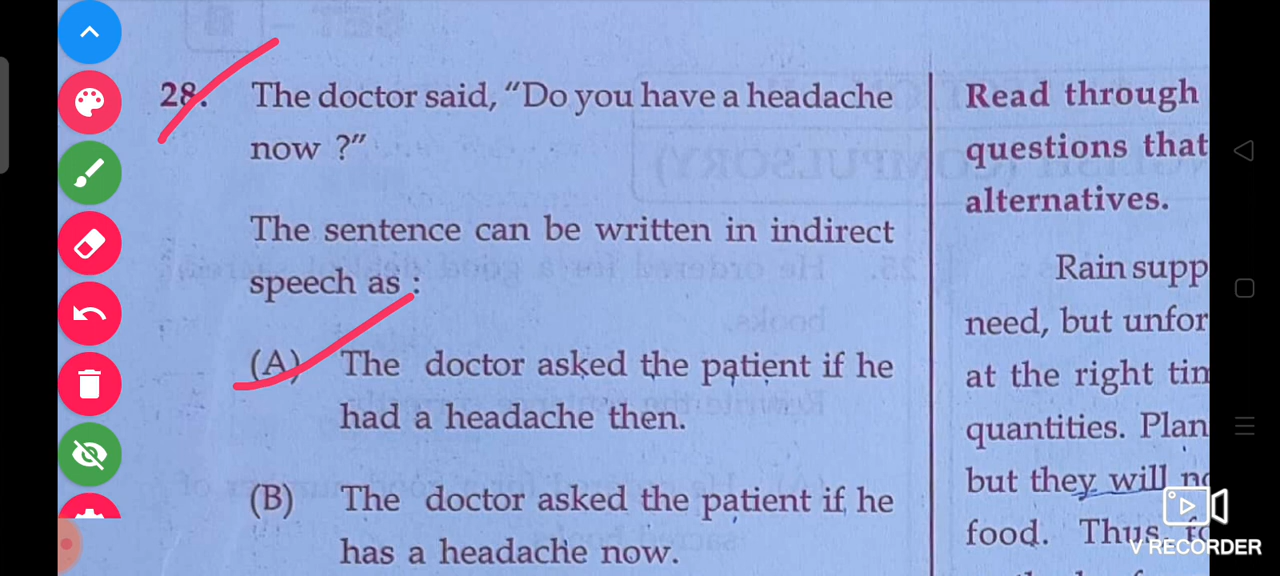 28. The doctor said, "Do you have a headache
now ?"
The sentence can be written in indirect
speech as :
(A) The doctor asked the patient if he
had a headache then.
(B) The doctor asked the patient if he
has a headache now.
Read through
questions that
alternatives.
Rain supp
need, but unfor
at the right tim
quantities. Plan
but they will no
food. Thus, fo
V RECORDER